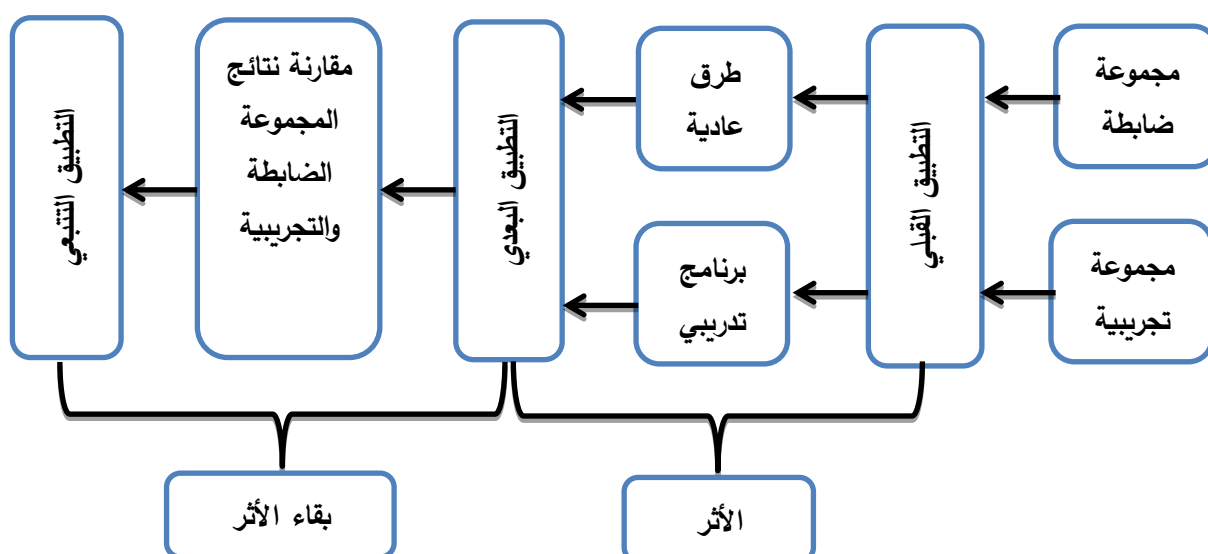 مجموعة
ضابطة
مجموعة
تجريبية
التطبيق القبلي
طرق
عادية
برنامج
تدريبي
التطبيق البعدي
مقارنة نتائج
المجموعة
الضابطة
والتجريبية
التطبيق التتبعي
الأثر
بقاء الأثر